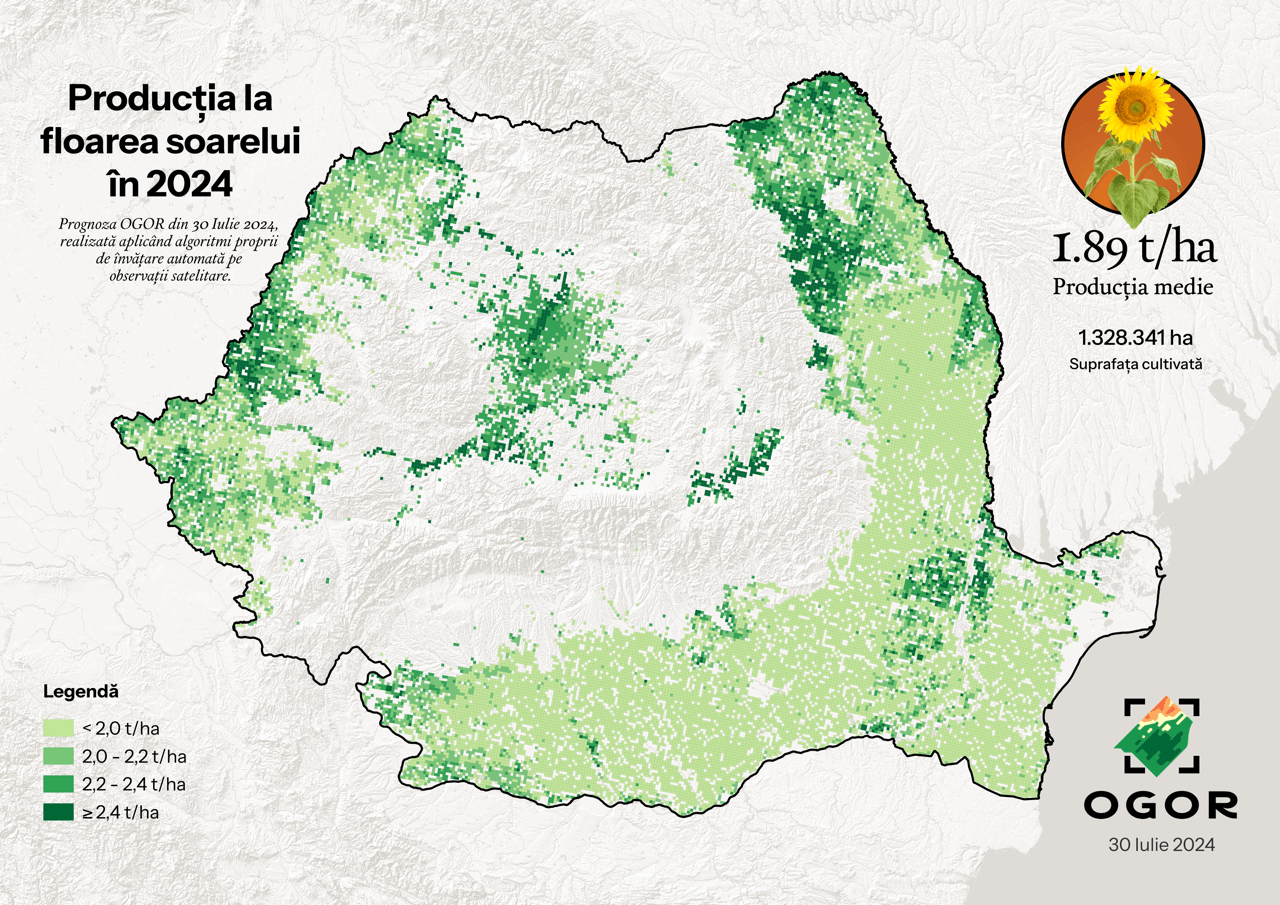 Producția la
floarea soarelui
în 2024
Prognoza OGOR din 30 Iulie 2024,
realizată aplicând algoritmi proprii
de învățare automată pe
observații satelitare.
1.89 t/ha
Producția medie
1.328.341 ha
Suprafața cultivată
Legendă
< 2,0 t/ha
2,0 - 2,2 t/ha
2,2 - 2,4 t/ha
≥ 2,4 t/ha
OGOR
30 Iulie 2024